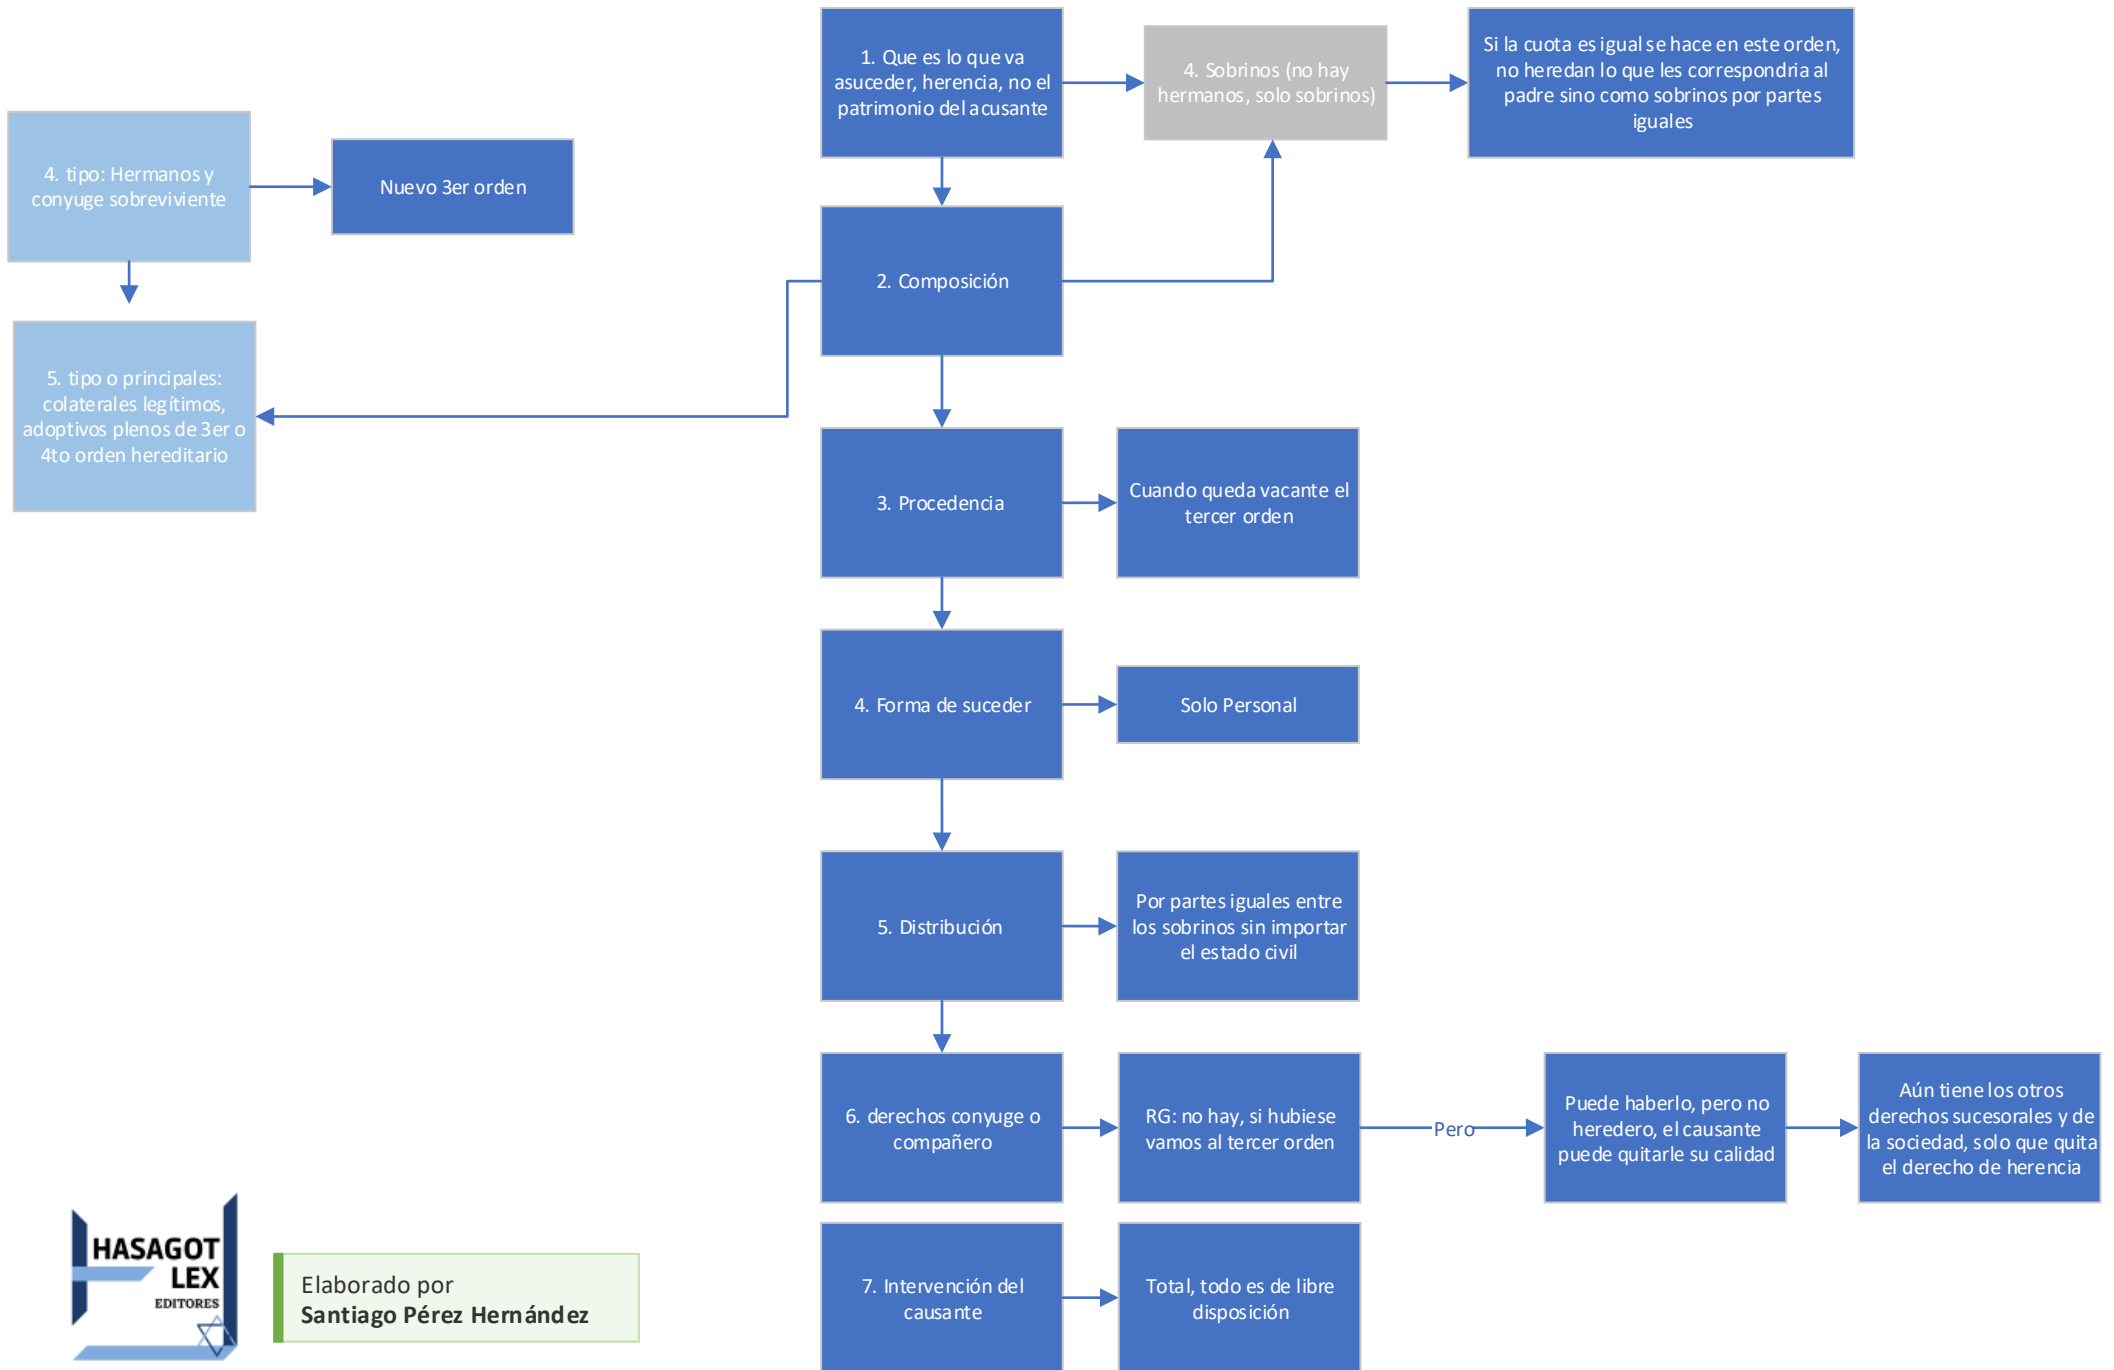 1. Que es lo que va
asuceder, herencia, no el
patrimonio del acusante
4. Sobrinos (no hay
hermanos, solo sobrinos)
Si la cuota es igual se hace en este orden,
no heredan lo que les correspondria al
padre sino como sobrinos por partes
iguales
4. tipo: Hermanos y
conyuge sobreviviente
Nuevo 3er orden
2. Composición
5. tipo o principales:
colaterales legítimos,
adoptivos plenos de 3er o
4to orden hereditario
3. Procedencia
Cuando queda vacante el
tercer orden
4. Forma de suceder
Solo Personal
5. Distribución
Por partes iguales entre
los sobrinos sin importar
el estado civil
6. derechos conyuge o
compañero
RG: no hay, si hubiese
vamos al tercer orden
Pero
Puede haberlo, pero no
heredero, el causante
puede quitarle su calidad
Aún tiene los otros
derechos sucesorales y de
la sociedad, solo que quita
el derecho de herencia
7. Intervención del
causante
Total, todo es de libre
disposición
HASAGOT
LEX
EDITORES
Elaborado por
Santiago Pérez Hernández